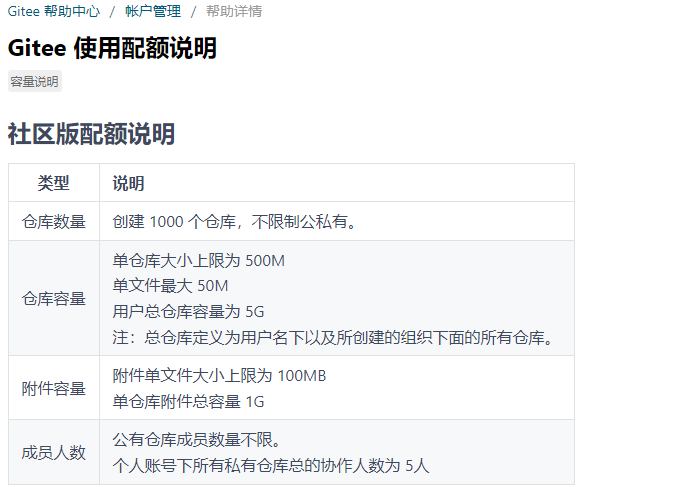 Gitee 帮助中心 / 帐户管理 / 帮助详情
Gitee 使用配额说明
容量说明
社区版配额说明
类型 说明
仓库数量 创建 1000 个仓库，不限制公私有。
仓库容量
单仓库大小上限为 500M
单文件最大 50M
用户总仓库容量为 5G
注：总仓库定义为用户名下以及所创建的组织下面的所有仓库。
附件容量
附件单文件大小上限为 100MB
单仓库附件总容量 1G
成员人数
公有仓库成员数量不限。
个人账号下所有私有仓库总的协作人数为 5人